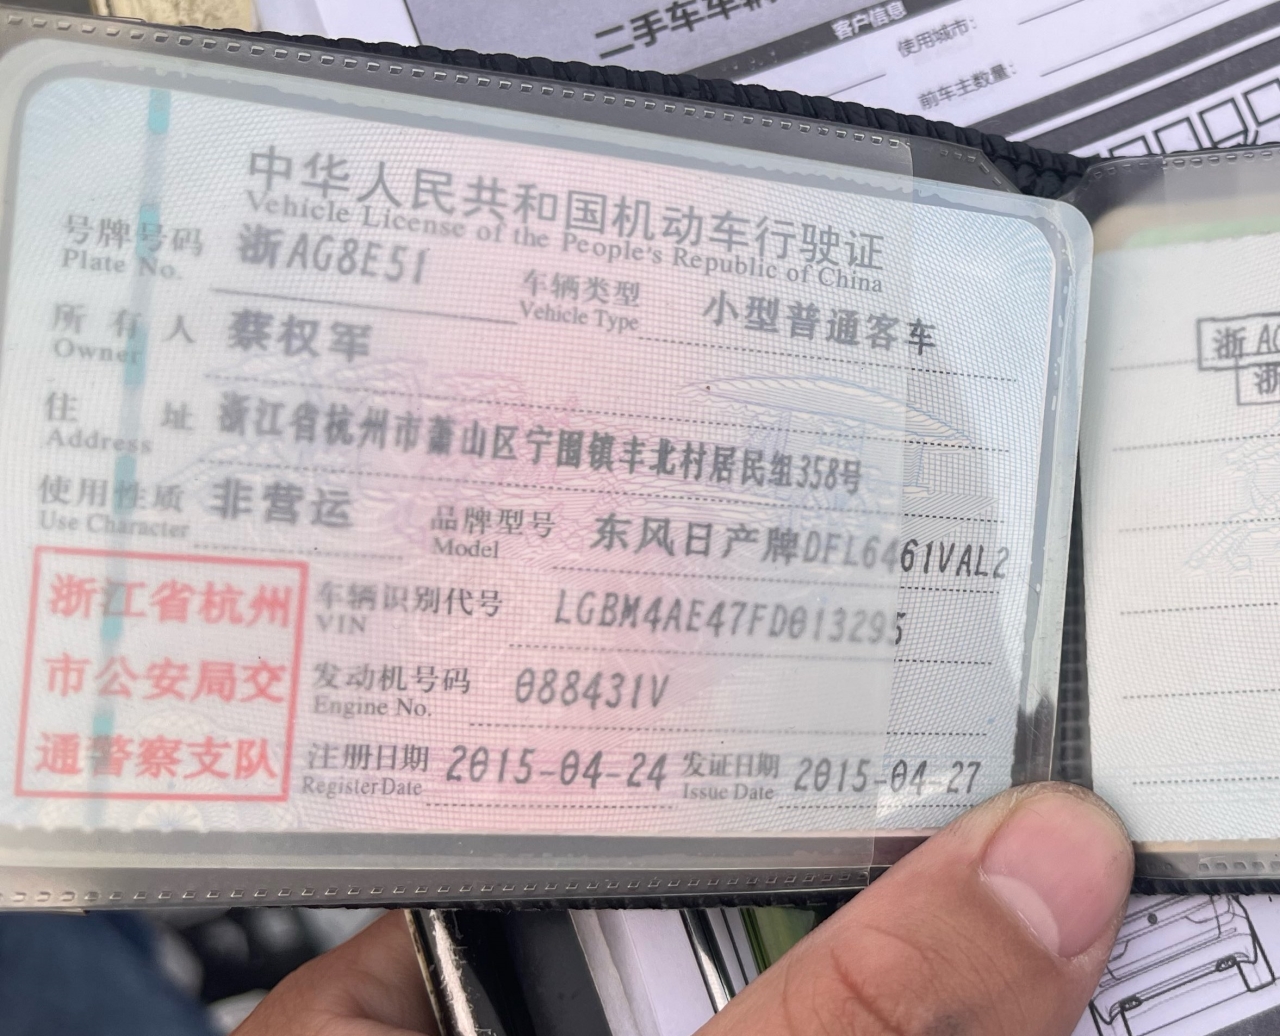 二手车车辆
客户信息
使用城市：
前车主数量：
中华人民共和国机动车行驶证
Vehicle License of the People's Republic of China
号牌号码 浙AG8E51 车辆类型 小型普通客车
Plate No. Vehicle Type
所有人 蔡权军
Owner
住址 浙江省杭州市萧山区宁围镇丰北村居民组358号
Address
使用性质 非营运 品牌型号 东风日产牌DFL6461VAL2
Use Character Model
浙江省杭州
市公安局交
通警察支队
车辆识别代号 LGBM4AE47FD013295
VIN
发动机号码 088431V
Engine No.
注册日期 2015-04-24 发证日期 2015-04-27
Register Date Issue Date
浙 AG
浙